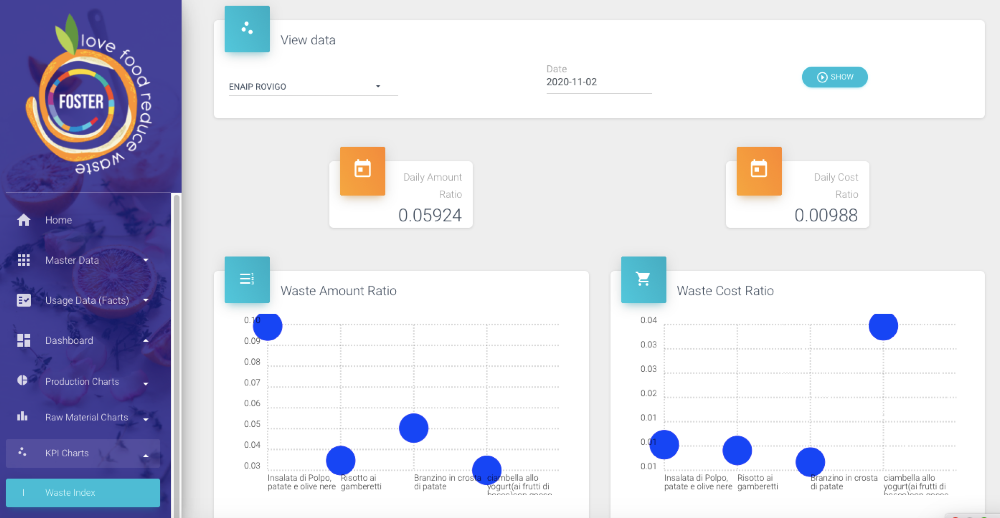 love food reduce waste
FOSTER
Home
Master Data
Usage Data (Facts)
Dashboard
Production Charts
Raw Material Charts
KPI Charts
I Waste Index
View data
ENAIP ROVIGO
Date
2020-11-02
SHOW
Daily Amount
Ratio
0.05924
Daily Cost
Ratio
0.00988
Waste Amount Ratio
0.10
0.09
0.08
0.07
0.06
0.05
0.04
0.03
Insalata di Polpo,
patate e olive nere
Risotto ai
gamberetti
Branzino in crosta
di patate
ciambella allo
yogurt(ai frutti di
Waste Cost Ratio
0.04
0.03
0.03
0.02
0.01
0.01
0.01
Insalata di Polpo,
patate e olive nere
Risotto ai
gamberetti
Branzino in crosta
di patate
ciambella allo
yogurt(ai frutti di